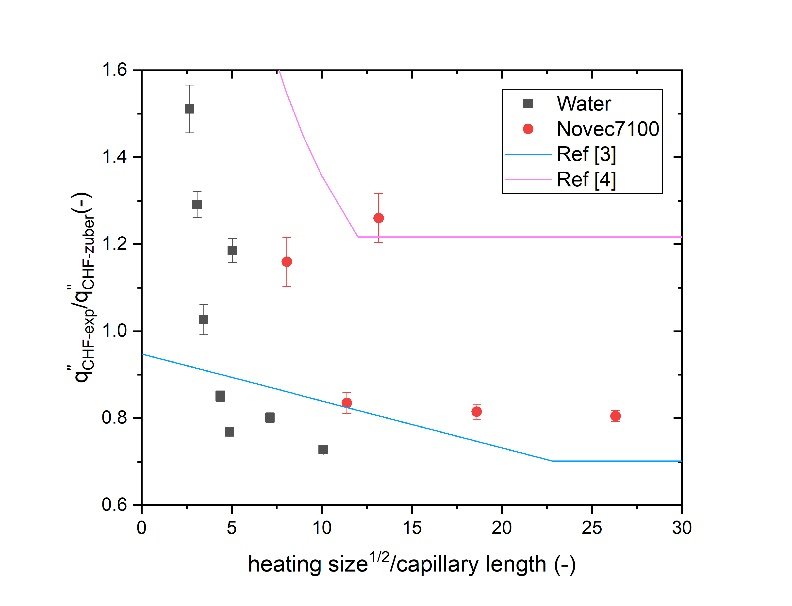 1.6
1.4
1.2
1.0
0.8
0.6
0
5
10
15
20
25
30
q"CHF-exp/q"CHF-zuber(-)
heating size1/2/capillary length (-)
Water
Novec7100
Ref [3]
Ref [4]